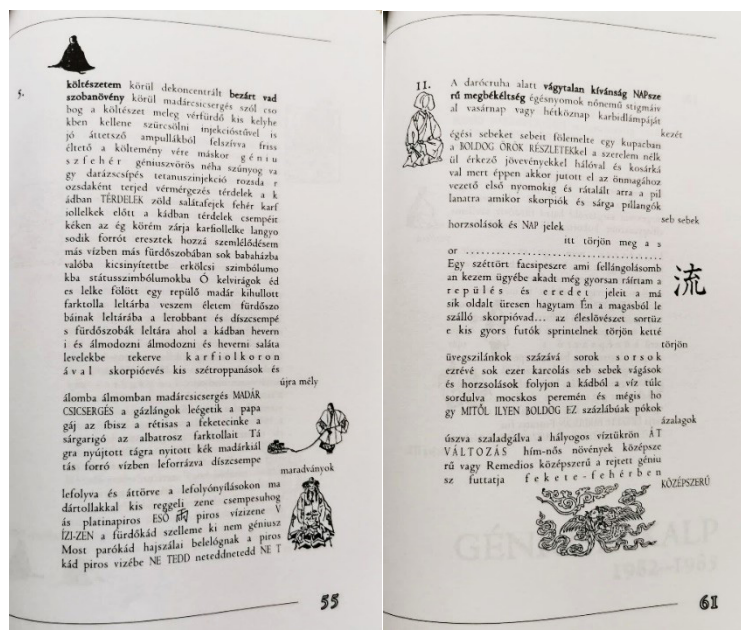 5.
költészetem körül dekoncentrált bezárt vad
szobanövény körül madárcsicsergés szól cso
bog a költészet meleg vérfürdő kis kelyhe
kben kellene szürcsölni injekcióstűvel is
jó áttetsző ampullákból felszívva friss
éltető a költemény vére máskor g é n i u
s z f e h é r géniuszvörös néha szúnyog va
gy darázscsípés tetanuszinjekció rozsda r
ozsdaként terjed vérmérgezés térdelek a k
ádban TÉRDELEK zöld salátafejek fehér karf
iollelkek előtt a kádban térdelek csempéit
kéken az ég körém zárja karfiollelke langyo
sodik forrót eresztek hozzá szemlélődésem
más vízben más fürdőszobában sok babaházba
valóba kicsinyítettbe erkölcsi szimbólumo
kba státusszimbólumokba Ó kelvirágok éd
es lelke fölött egy repülő madár kihullott
farktolla leltárba veszem életem fürdőszo
báinak leltárába a lerobbant és díszcsempé
s fürdőszobák leltára ahol a kádban hevern
i és álmodozni álmodozni és heverni saláta
levelekbe tekerve k a r f i o l k o r o n
á v a l skorpióevés kis szétroppanások és
újra mély
álomba álmomban madárcsicsergés MADÁR
CSICSERGÉS a gázlángok leégetik a papa
gáj az íbisz a rétisas a feketecinke a
sárgarigó az albatrosz farktollait Tá
gra nyújtott tágra nyitott kék madárkiál
tás forró vízben leforrázva díszcsempe
maradványok
lefolyva és áttörve a lefolyónyílásokon ma
dártollakkal kis reggeli zene csempesuhog
ás platinapiros ESŐ 雨 piros vízizene V
ÍZI-ZEN a fürdőkád szelleme ki nem géniusz
Most parókád hajszálai belelógnak a piros
kád piros vizébe NE TEDD neteddnetedd NE T
55
11.
A darócruha alatt vágytalan kívánság NAPsze
rű megbékéltség égésnyomok nőnemű stigmáiv
al vasárnap vagy hétköznap karbidlámpáját
kezét
égési sebeket sebeit fölemelte egy kupacban
a BOLDOG ÖRÖK RÉSZLETEKkel a szerelem nélk
ül érkező jövevényekkel hálóval és kosárká
val mert éppen akkor jutott el az önmagához
vezető első nyomokig és rátalált arra a pil
lanatra amikor skorpiók és sárga pillangók
seb sebek
horzsolások és NAP jelek
itt törjön meg a s
or ........................................
Egy széttört facsipeszre ami fellángolásomb
an kezem ügyébe akadt még gyorsan ráírtam a
r e p ü l é s é s e r e d e t jeleit a má
sik oldalt üresen hagytam Én a magasból le
szálló skorpióvad... az éleslövészet sortüz
e kis gyors futók sprintelnek törjön ketté
流
törjön
üvegszilánkok százává sorok s o r s o k
ezrévé sok ezer karcolás seb sebek vágások
és horzsolások folyjon a kádból a víz túlc
sordulva mocskos peremén és mégis ho
gy MITŐL ILYEN BOLDOG EZ százlábúak pókok
ázalagok
úszva szaladgálva a hályogos víztükrön ÁT
VÁLTOZÁS hím-nős növények középsze
rű vagy Remedios középszerű a rejtett géniu
sz futtatja f e k e t e - f e h é r b e n
KÖZÉPSZERŰ
61